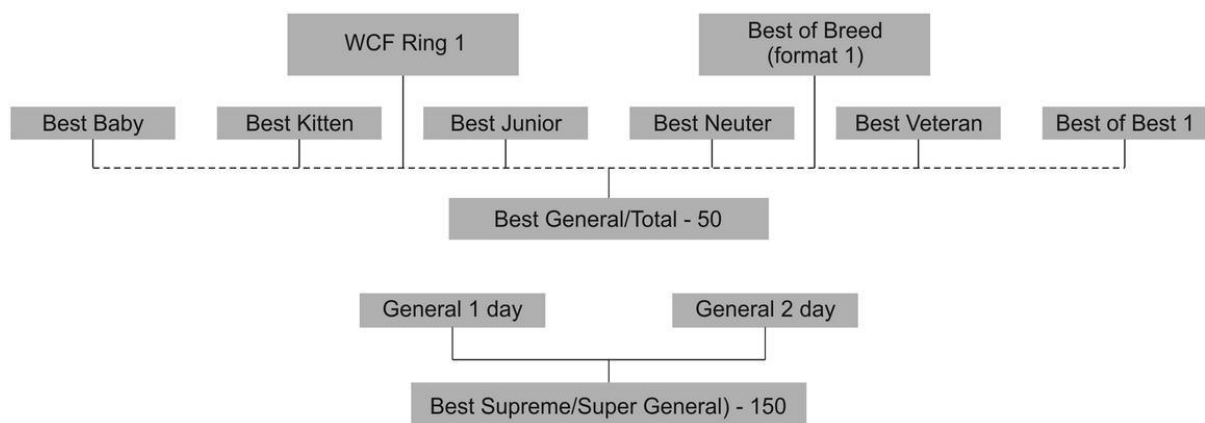 WCF Ring 1
Best of Breed
(format 1)
Best Baby
Best Kitten
Best Junior
Best Neuter
Best Veteran
Best of Best 1
Best General/Total - 50
General 1 day
General 2 day
Best Supreme/Super General) - 150